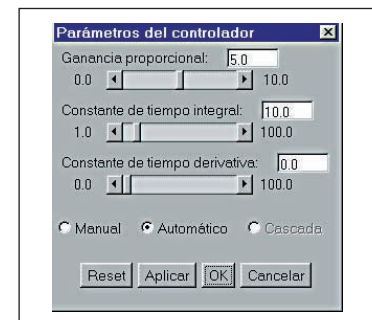 Parámetros del controlador
Ganancia proporcional: 5.0
0.0 10.0
Constante de tiempo integral: 10.0
1.0 100.0
Constante de tiempo derivativa: 0.0
0.0 100.0
Manual Automático Cascada
Reset Aplicar OK Cancelar